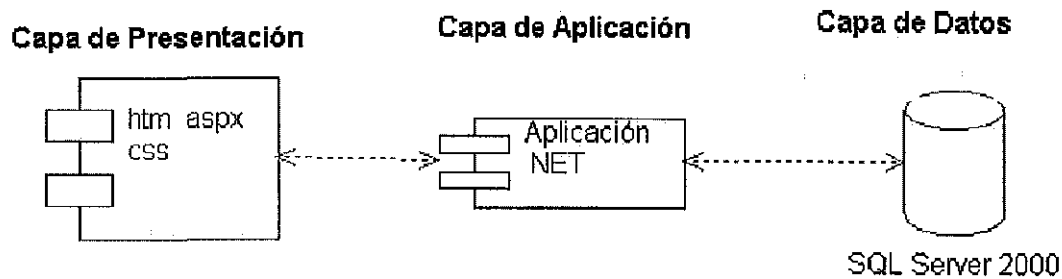 Capa de Presentación
Capa de Aplicación
Capa de Datos
htm aspx
css
Aplicación
NET
SQL Server 2000